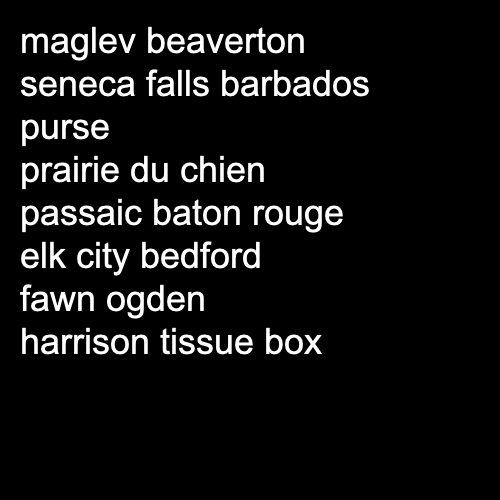 maglev beaverton
seneca falls barbados
purse
prairie du chien
passaic baton rouge
elk city bedford
fawn ogden
harrison tissue box